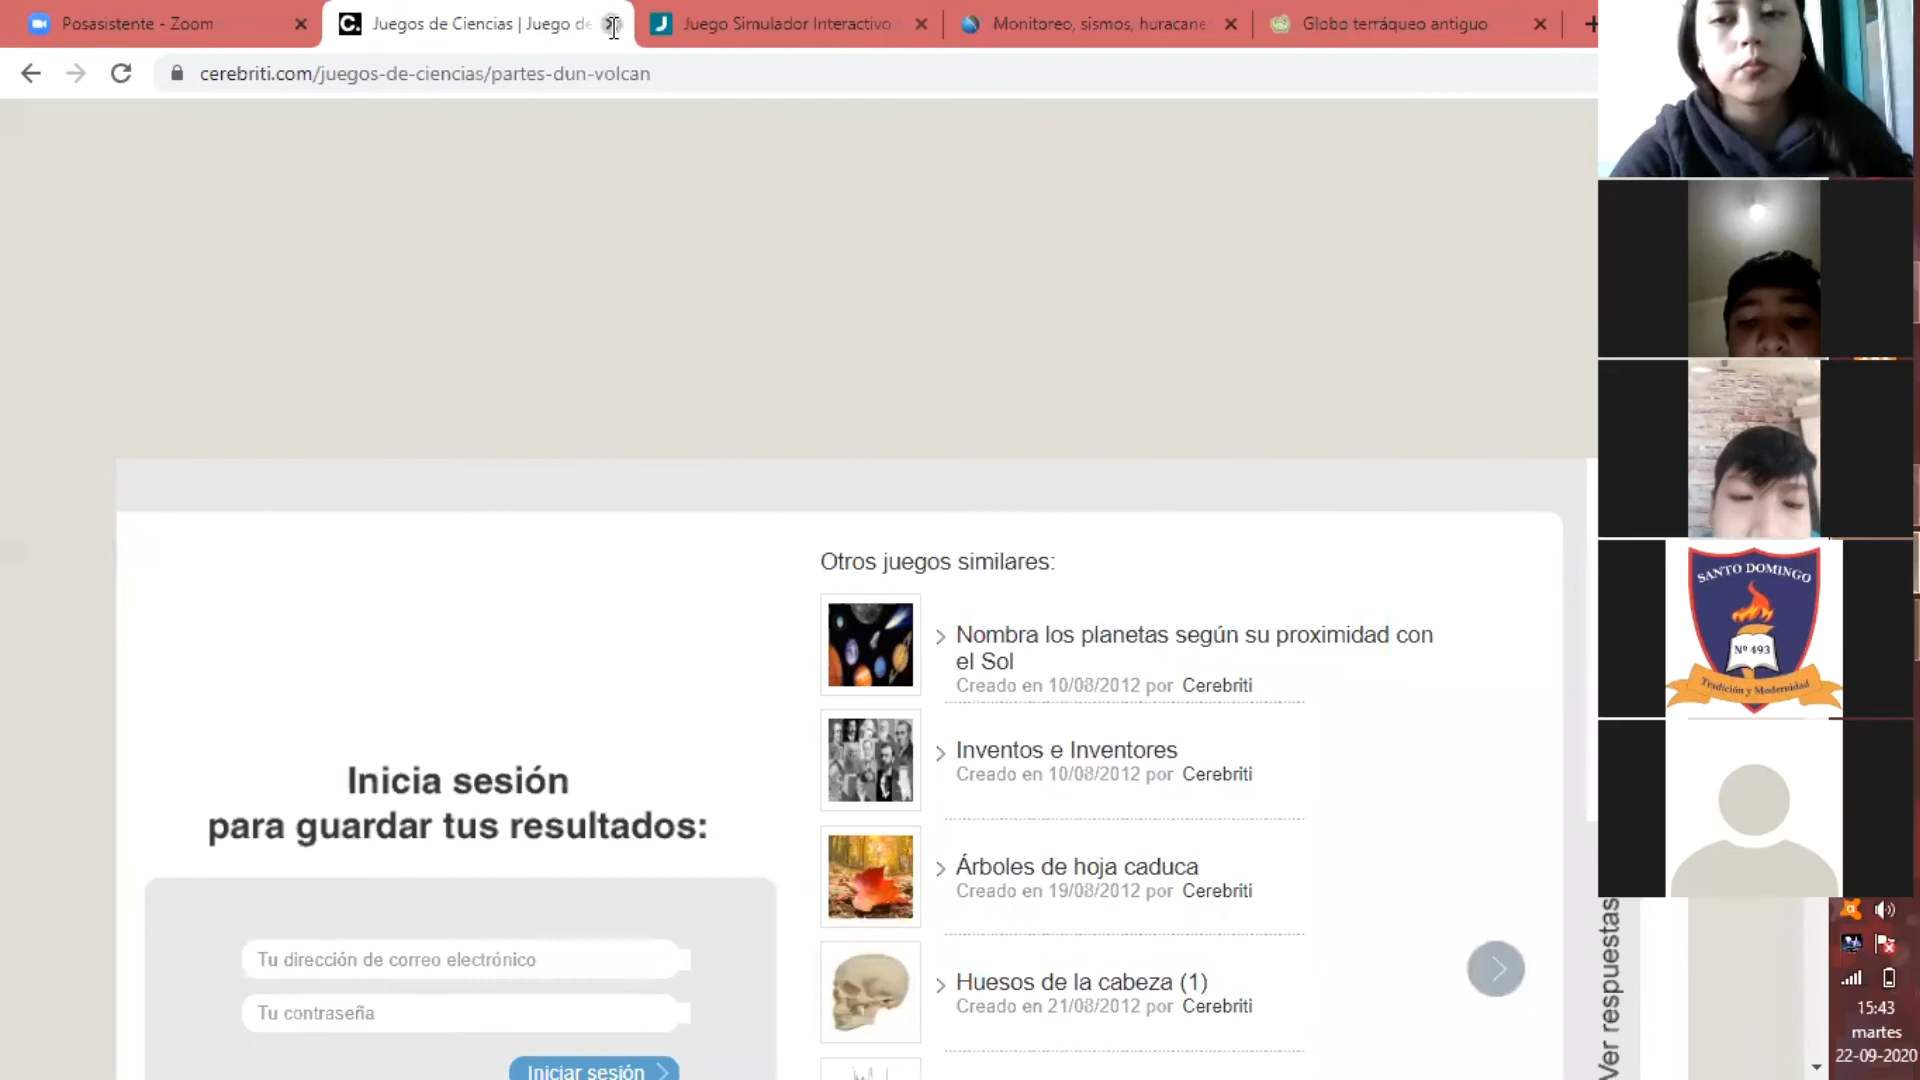 Posasistente - Zoom
Juegos de Ciencias | Juego de
Juego Simulador Interactivo
Monitoreo, sismos, huracane
Globo terráqueo antiguo
cerebriti.com/juegos-de-ciencias/partes-dun-volcan
Otros juegos similares:
Nombra los planetas según su proximidad con
el Sol
Creado en 10/08/2012 por Cerebriti
Inventos e Inventores
Creado en 10/08/2012 por Cerebriti
Árboles de hoja caduca
Creado en 19/08/2012 por Cerebriti
Huesos de la cabeza (1)
Creado en 21/08/2012 por Cerebriti
Inicia sesión
para guardar tus resultados:
Tu dirección de correo electrónico
Tu contraseña
Iniciar sesión
Ver respuestas
SANTO DOMINGO
Nº 493
Tradición y Modernidad
15:43
martes
22-09-2020